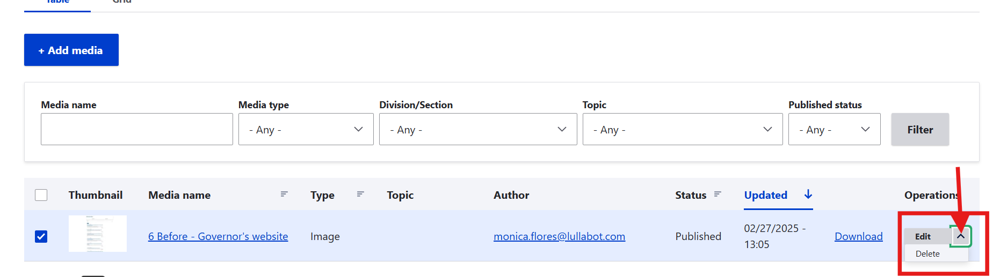 Table Grid
+ Add media
Media name Media type Division/Section Topic Published status
- Any - - Any - - Any - - Any - Filter
Thumbnail Media name Type Topic Author Status Updated Operations
6 Before - Governor's website Image monica.flores@lullabot.com Published 02/27/2025 - Download Edit
13:05
Delete